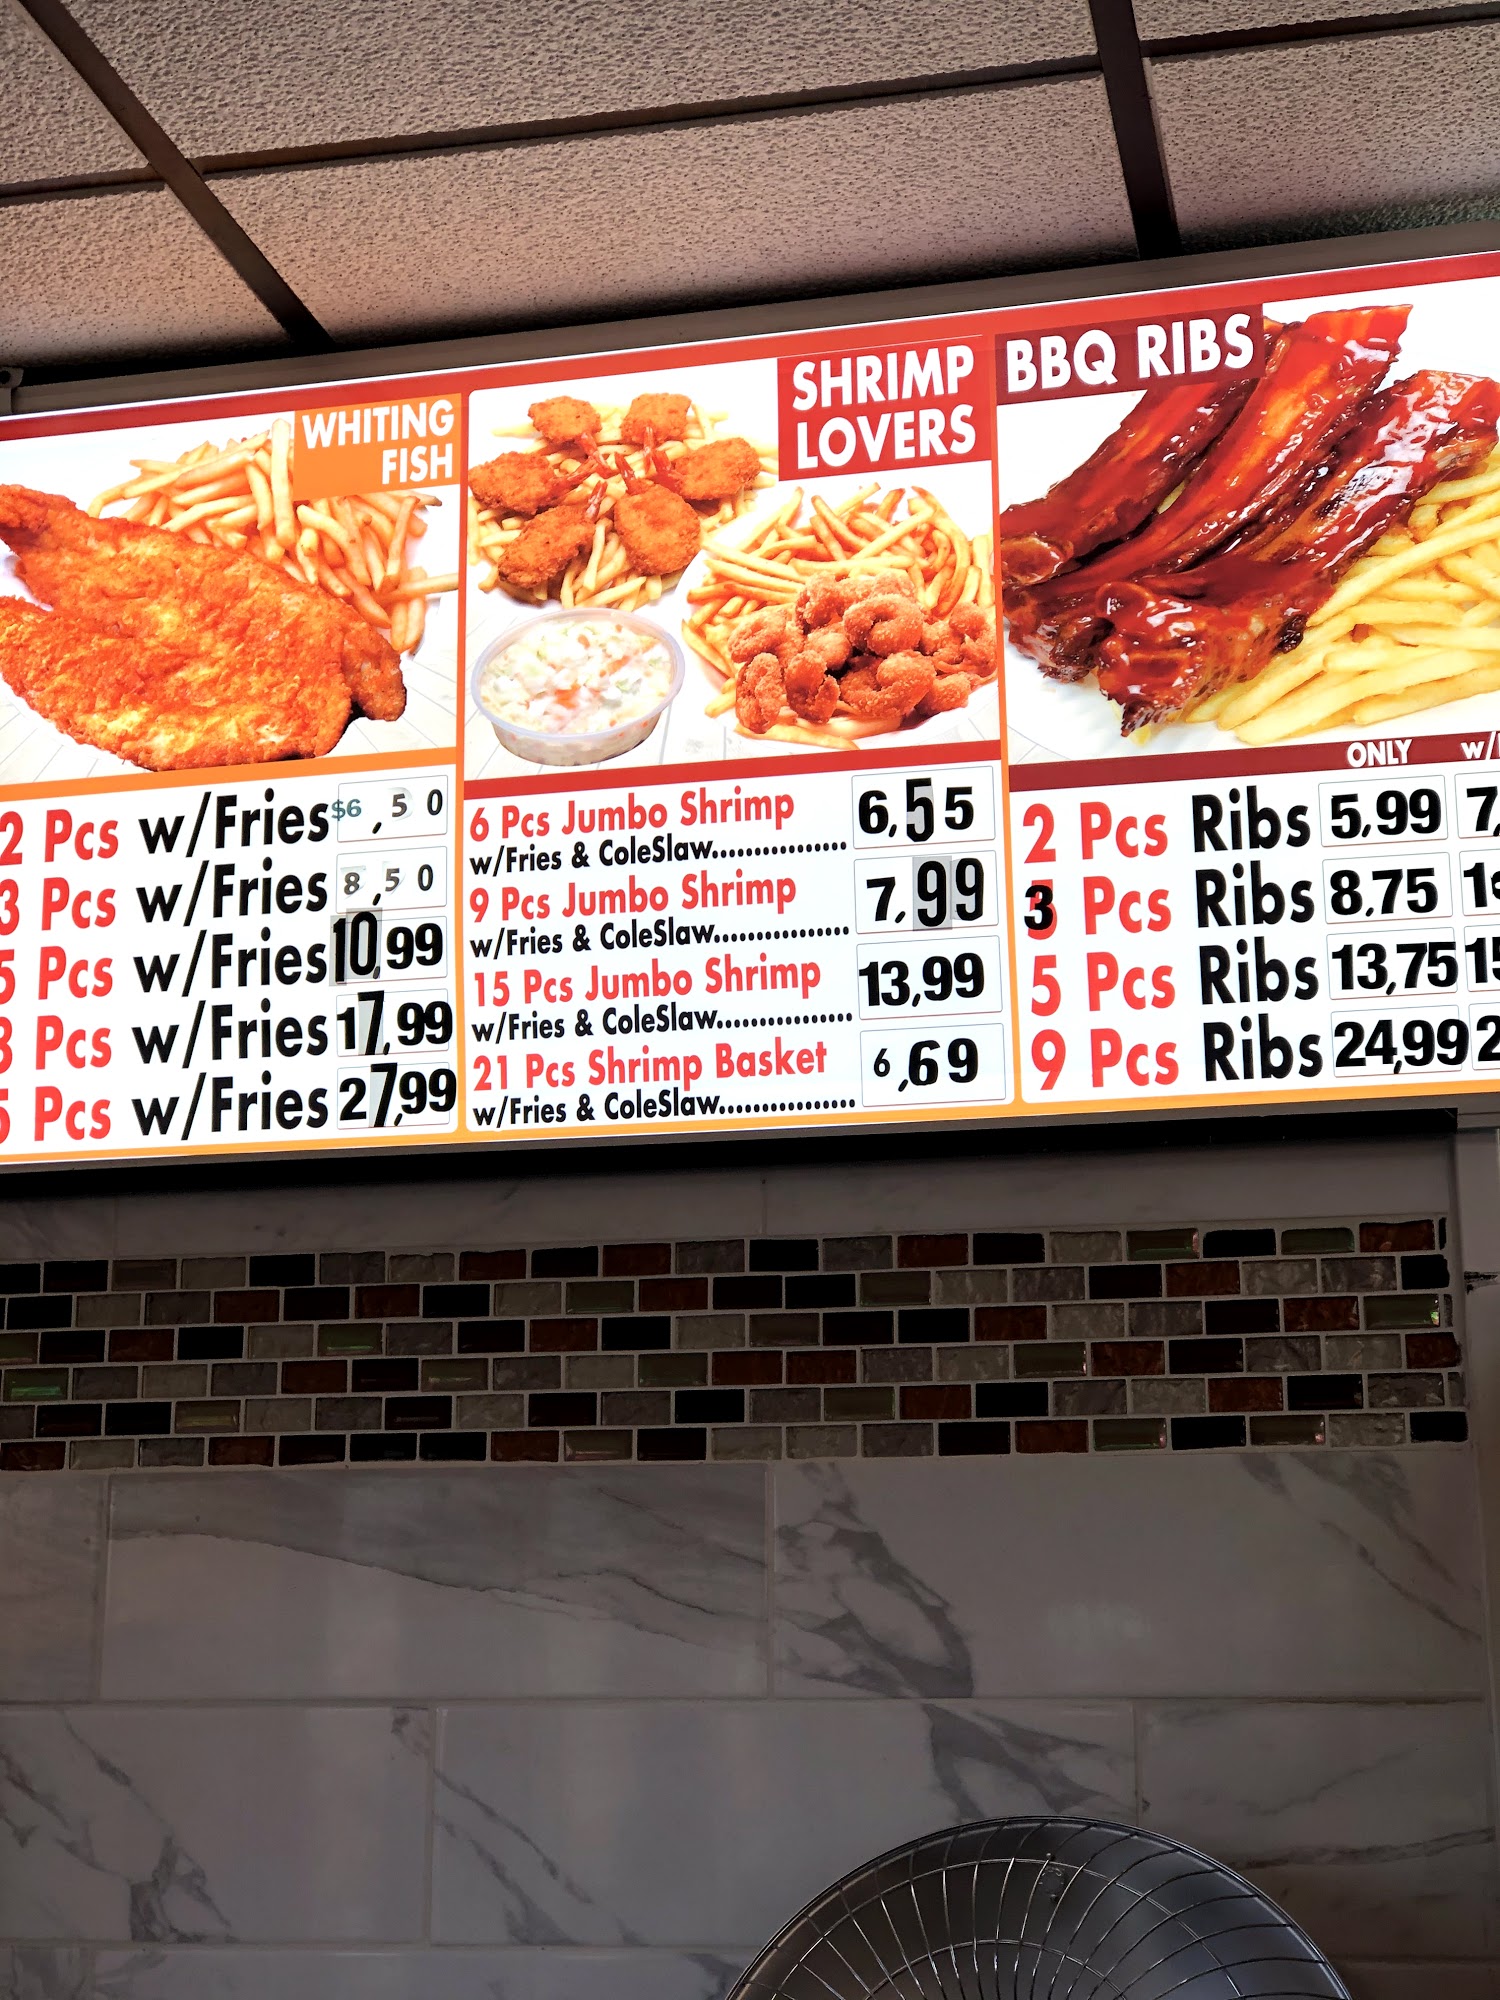 WHITING
FISH
2 Pcs w/Fries $6,50
3 Pcs w/Fries 8,50
5 Pcs w/Fries 10,99
Pcs w/Fries 17,99
5 Pcs w/Fries 27,99
SHRIMP
LOVERS
6 Pcs Jumbo Shrimp 6,55
w/Fries & ColeSlaw................
9 Pcs Jumbo Shrimp 7,99
w/Fries & ColeSlaw................
15 Pcs Jumbo Shrimp 13,99
w/Fries & ColeSlaw................
21 Pcs Shrimp Basket 6,69
w/Fries & ColeSlaw................
BBQ RIBS
ONLY w/
2 Pcs Ribs 5,99 7,
3 Pcs Ribs 8,75
5 Pcs Ribs 13,75 15
9 Pcs Ribs 24,99 2